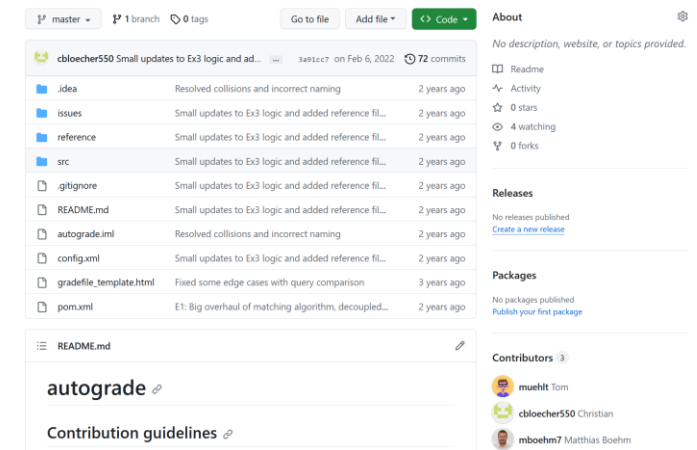 master
1 branch
0 tags
Go to file
Add file
Code
cbloecher550 Small updates to Ex3 logic and ad... ... 3a91cc7 on Feb 6, 2022 72 commits
.idea Resolved collisions and incorrect naming 2 years ago
issues Small updates to Ex3 logic and added reference fil... 2 years ago
reference Small updates to Ex3 logic and added reference fil... 2 years ago
src Small updates to Ex3 logic and added reference fil... 2 years ago
.gitignore Small updates to Ex3 logic and added reference fil... 2 years ago
README.md Small updates to Ex3 logic and added reference fil... 2 years ago
autograde.iml Resolved collisions and incorrect naming 2 years ago
config.xml Small updates to Ex3 logic and added reference fil... 2 years ago
gradefile_template.html Fixed some edge cases with query comparison 3 years ago
pom.xml E1: Big overhaul of matching algorithm, decoupled... 2 years ago
README.md
autograde
Contribution guidelines
About
No description, website, or topics provided.
Readme
Activity
0 stars
4 watching
0 forks
Releases
No releases published
Create a new release
Packages
No packages published
Publish your first package
Contributors 3
muehlt Tom
cbloecher550 Christian
mboehm7 Matthias Boehm